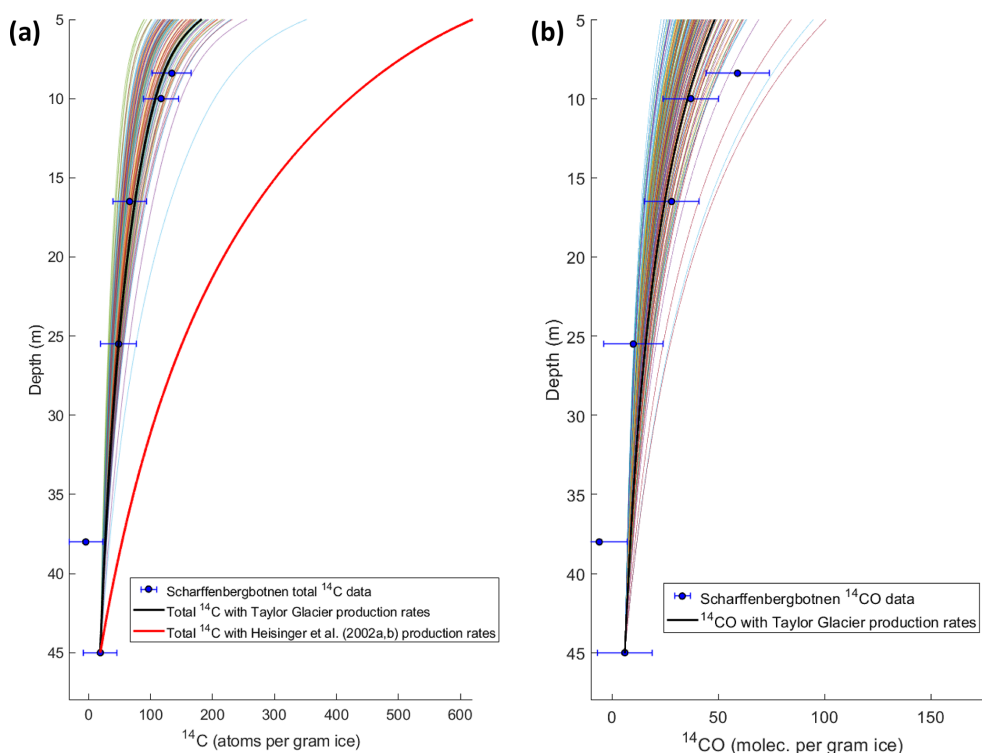 (a)
5
10
15
20
25
30
35
40
45
Depth (m)
0
100
200
300
400
500
600
14C (atoms per gram ice)
Scharffenbergbotnen total 14C data
Total 14C with Taylor Glacier production rates
Total 14C with Heisinger et al. (2002a,b) production rates
(b)
5
10
15
20
25
30
35
40
45
Depth (m)
0
50
100
150
14CO (molec. per gram ice)
Scharffenbergbotnen 14CO data
14CO with Taylor Glacier production rates